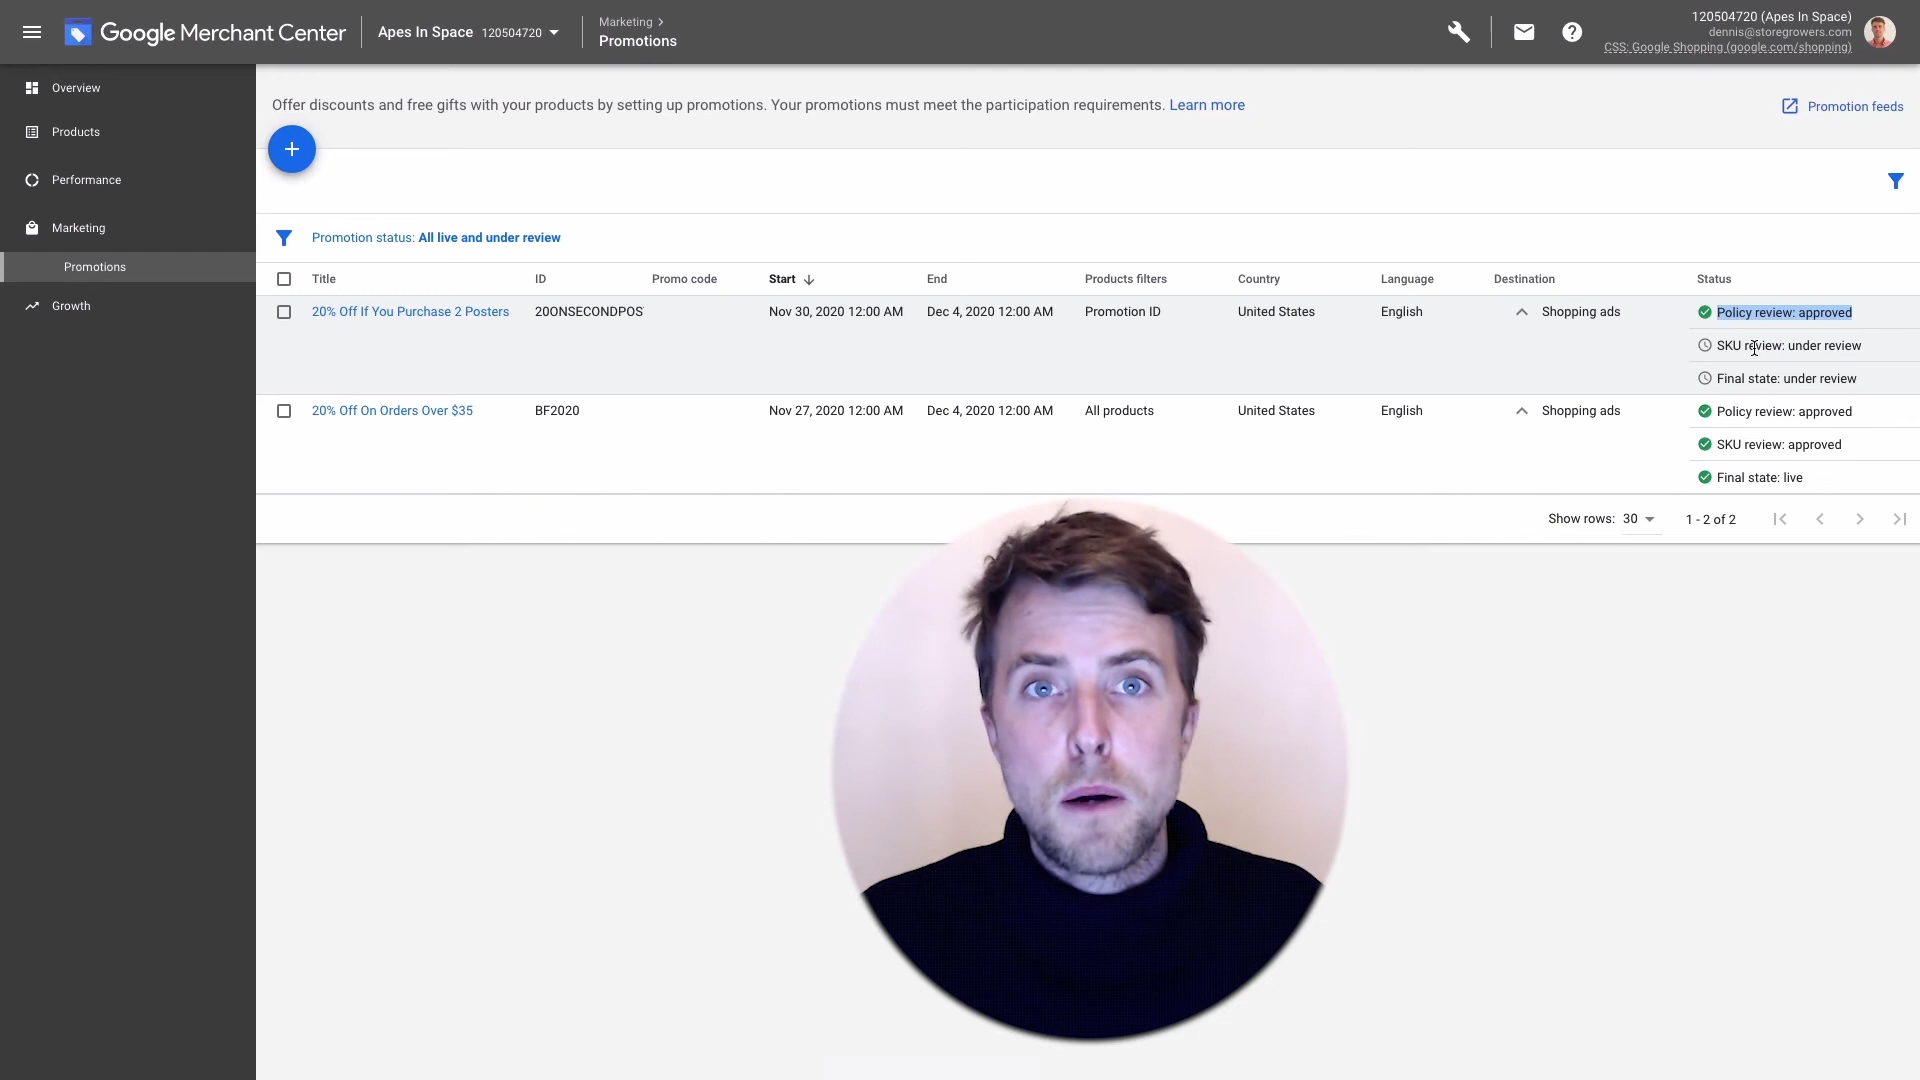 Google Merchant Center
Apes In Space 120504720
Marketing
Promotions
120504720 (Apes In Space)
dennis@storegrowers.com
CSS: Google Shopping (google.com/shopping)
Overview
Products
Performance
Marketing
Promotions
Growth
Offer discounts and free gifts with your products by setting up promotions. Your promotions must meet the participation requirements. Learn more
Promotion feeds
Promotion status: All live and under review
Title ID Promo code Start End Products filters Country Language Destination Status
20% Off If You Purchase 2 Posters 20ONSECONDPOS Nov 30, 2020 12:00 AM Dec 4, 2020 12:00 AM Promotion ID United States English Shopping ads Policy review: approved
SKU review: under review
Final state: under review
20% Off On Orders Over $35 BF2020 Nov 27, 2020 12:00 AM Dec 4, 2020 12:00 AM All products United States English Shopping ads Policy review: approved
SKU review: approved
Final state: live
Show rows: 30 1 - 2 of 2